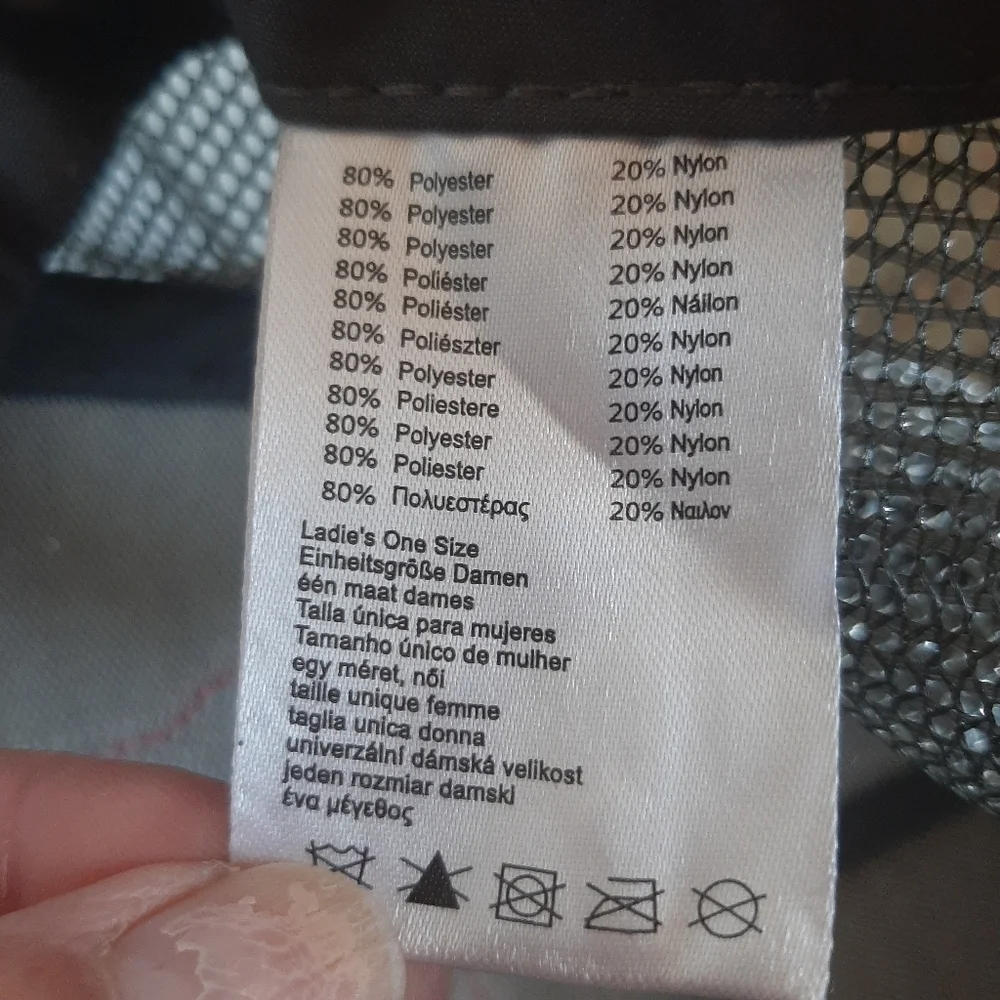 80% Polyester 20% Nylon
80% Polyester 20% Nylon
80% Polyester 20% Nylon
80% Poliéster 20% Nylon
80% Poliéster 20% Náilon
80% Poliészter 20% Nylon
80% Polyester 20% Nylon
80% Poliestere 20% Nylon
80% Polyester 20% Nylon
80% Poliester 20% Nylon
80% Πολυεστέρας 20% Ναιλον
Ladie's One Size
Einheitsgröße Damen
één maat dames
Talla única para mujeres
Tamanho único de mulher
egy méret, női
taille unique femme
taglia unica donna
univerzální dámská velikost
jeden rozmiar damski
ένα μέγεθος